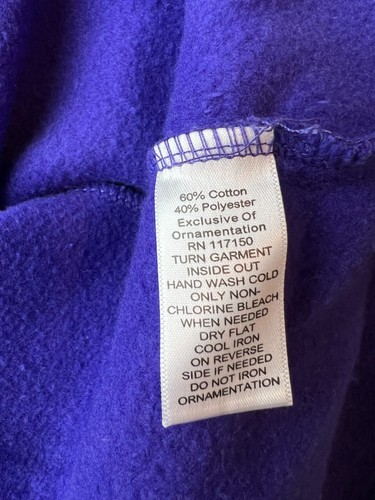 60% Cotton
40% Polyester
Exclusive Of
Ornamentation
RN 117150
TURN GARMENT
INSIDE OUT
HAND WASH COLD
ONLY NON-
CHLORINE BLEACH
WHEN NEEDED
DRY FLAT
COOL IRON
ON REVERSE
SIDE IF NEEDED
DO NOT IRON
ORNAMENTATION